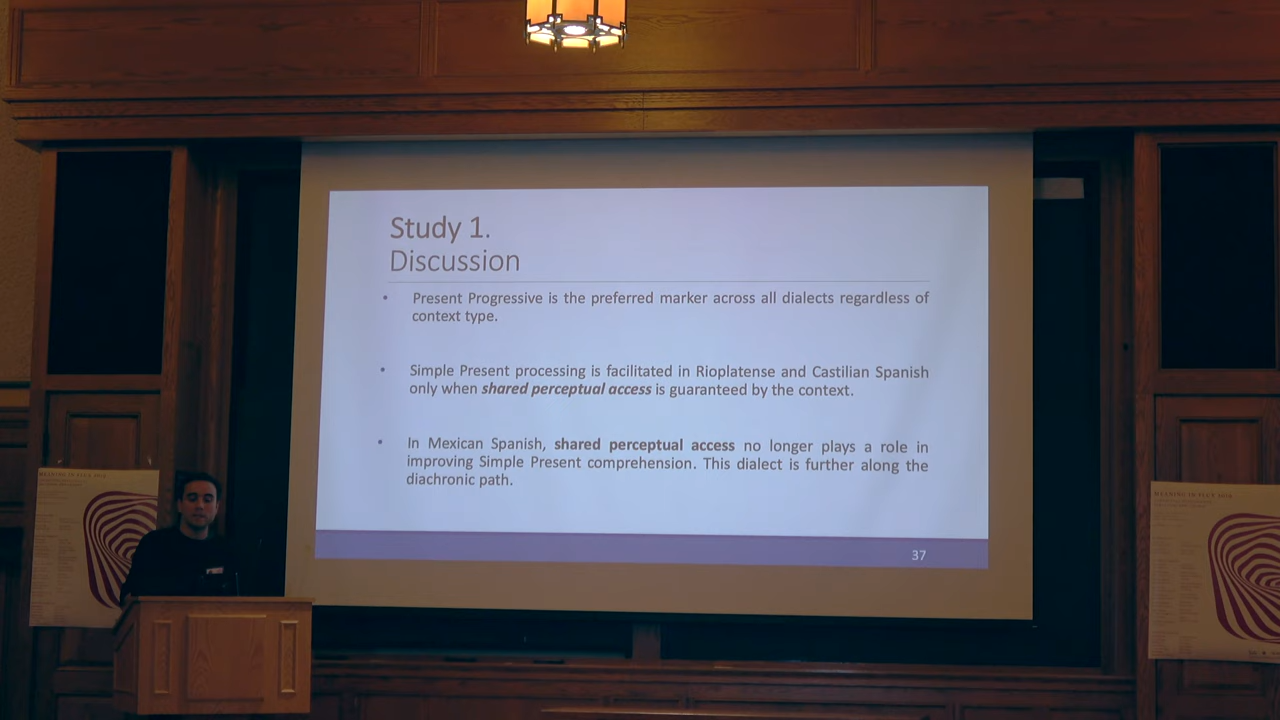 Study 1.
Discussion
• Present Progressive is the preferred marker across all dialects regardless of
context type.
• Simple Present processing is facilitated in Rioplatense and Castilian Spanish
only when shared perceptual access is guaranteed by the context.
• In Mexican Spanish, shared perceptual access no longer plays a role in
improving Simple Present comprehension. This dialect is further along the
diachronic path.
37